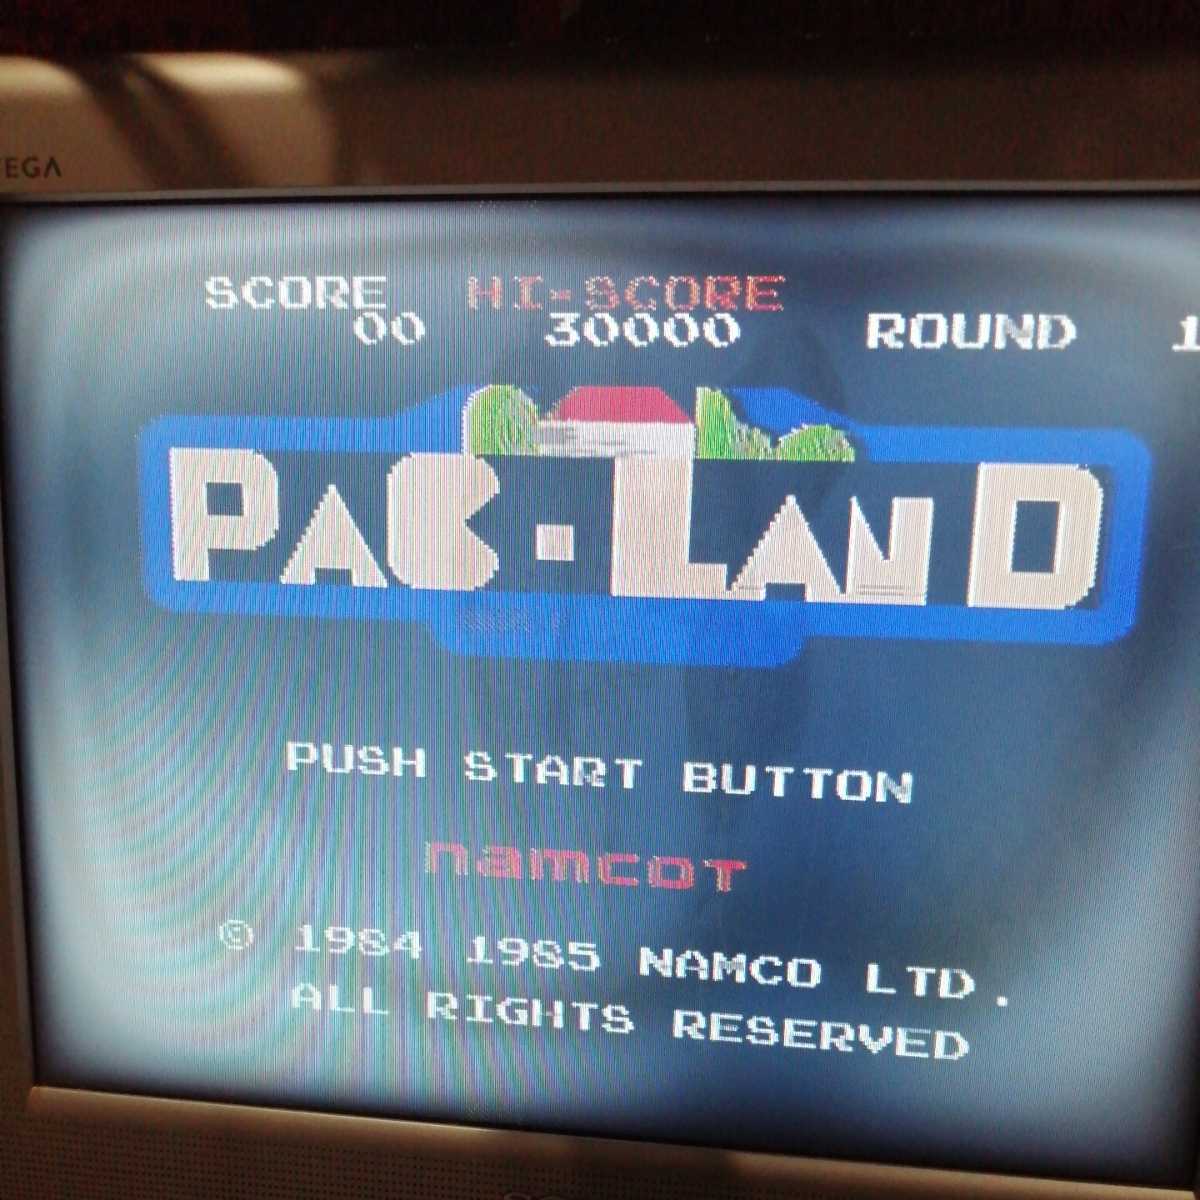 EGA
SCORE HI-SCORE
00 30000 ROUND 1
PAC-LAND
PUSH START BUTTON
namcot
© 1984 1985 NAMCO LTD.
ALL RIGHTS RESERVED